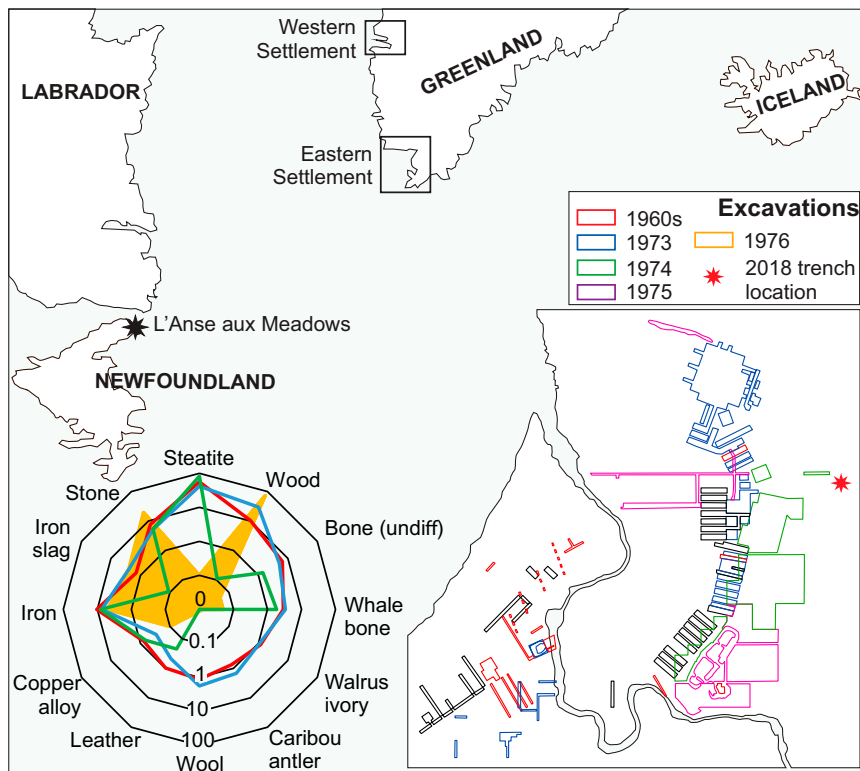 Western
Settlement
GREENLAND
LABRADOR
ICELAND
Eastern
Settlement
Excavations
1960s
1973
1974
1975
1976
2018 trench
location
L'Anse aux Meadows
NEWFOUNDLAND
Steatite
Wood
Bone (undiff)
Whale
bone
Walrus
ivory
Caribou
antler
Wool
Leather
Copper
alloy
Iron
Iron
slag
Stone
0
0.1
1
10
100